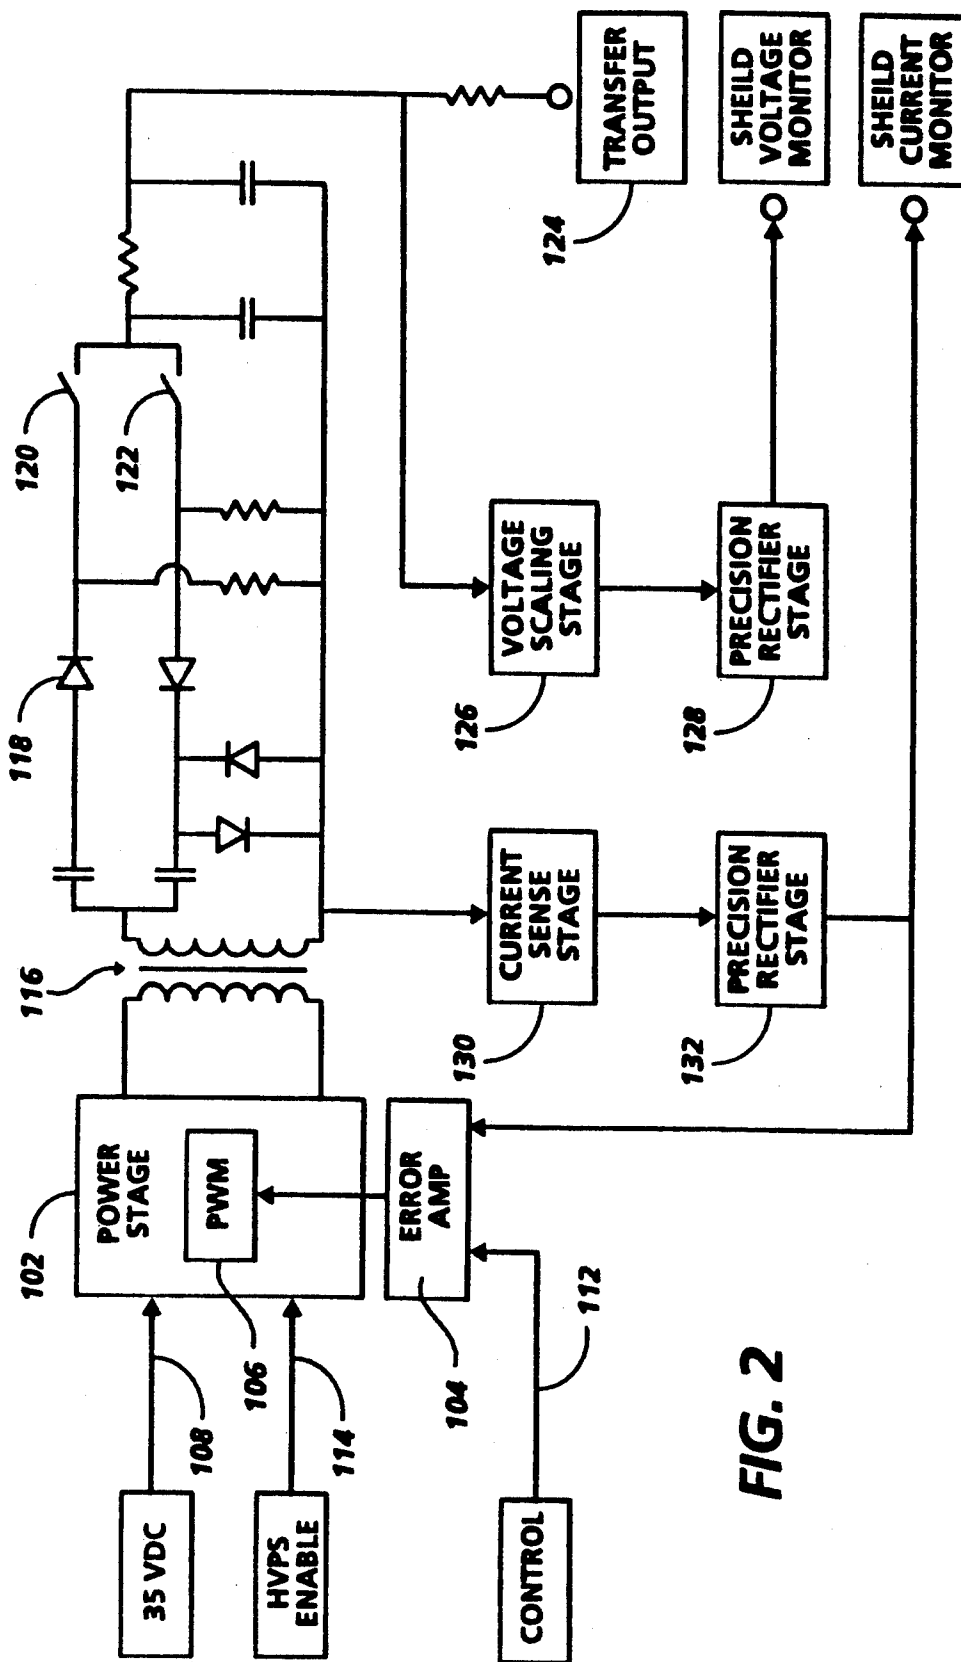 35 VDC
108
HVPS
ENABLE
114
CONTROL
112
102
POWER
STAGE
PWM
106
ERROR
AMP
104
116
118
120
122
CURRENT
SENSE
STAGE
130
PRECISION
RECTIFIER
STAGE
132
VOLTAGE
SCALING
STAGE
126
PRECISION
RECTIFIER
STAGE
128
TRANSFER
OUTPUT
124
SHEILD
VOLTAGE
MONITOR
SHEILD
CURRENT
MONITOR
FIG. 2